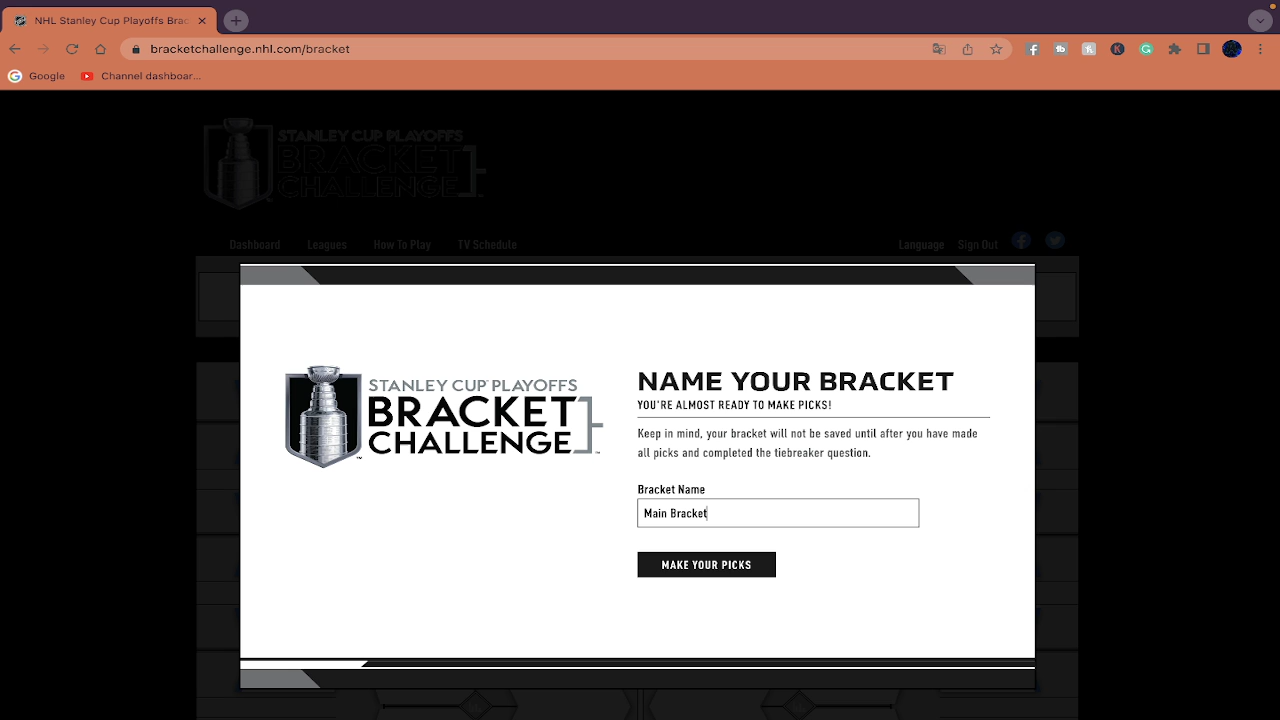 NHL Stanley Cup Playoffs Brac
bracketchallenge.nhl.com/bracket
Google
Channel dashboar...
STANLEY CUP PLAYOFFS
BRACKET
CHALLENGE
Dashboard
Leagues
How To Play
TV Schedule
Language
Sign Out
STANLEY CUP PLAYOFFS
BRACKET
CHALLENGE
NAME YOUR BRACKET
YOU'RE ALMOST READY TO MAKE PICKS!
Keep in mind, your bracket will not be saved until after you have made
all picks and completed the tiebreaker question.
Bracket Name
Main Bracket
MAKE YOUR PICKS